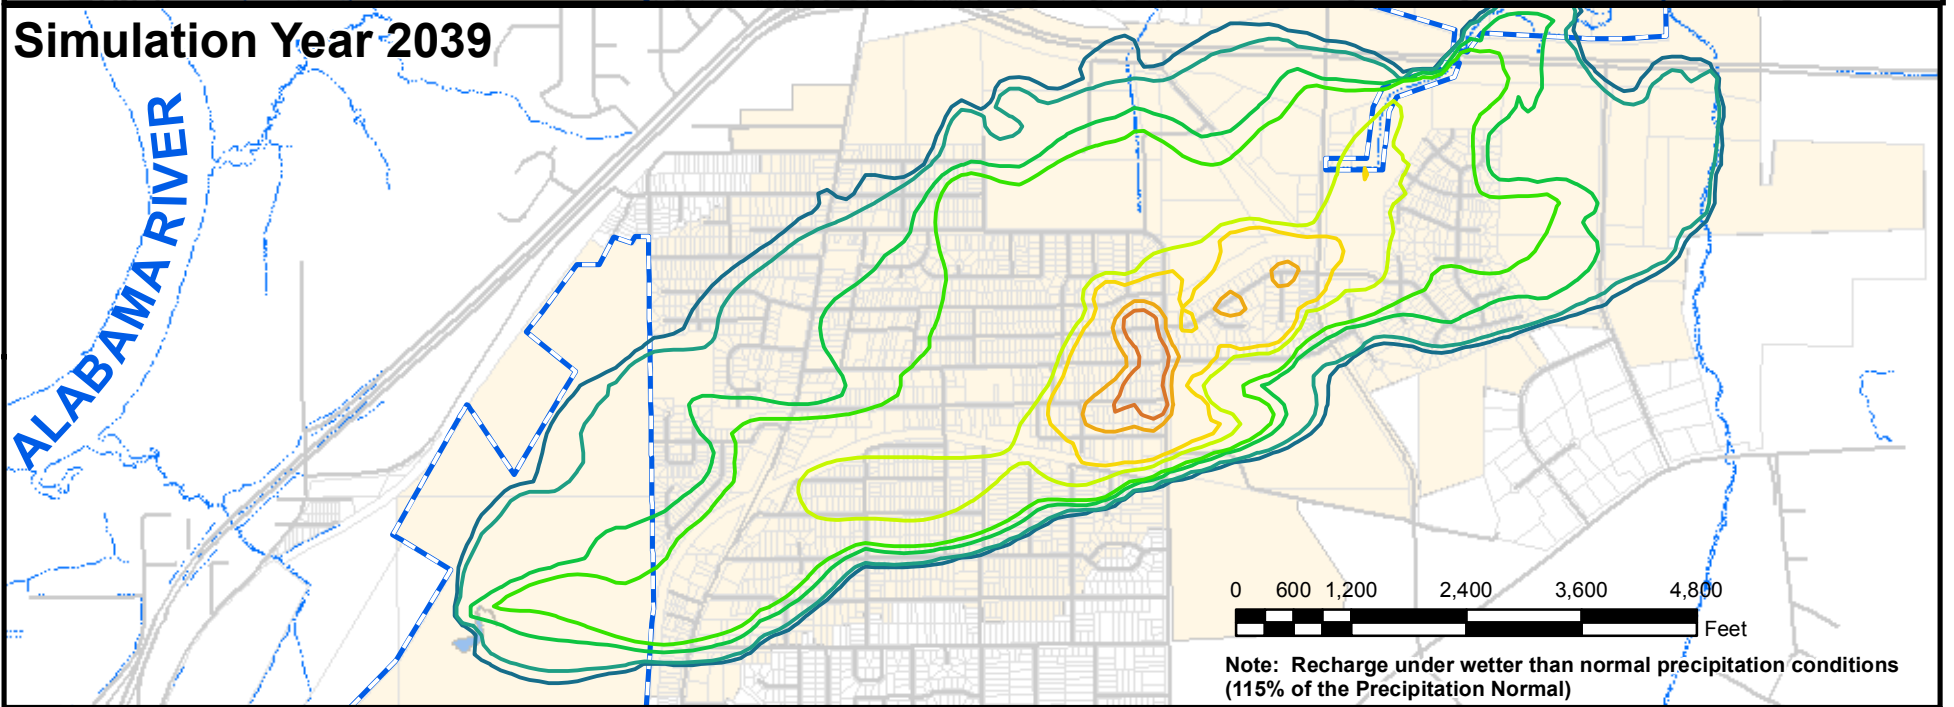 Simulation Year 2039
ALABAMA RIVER
0 600 1,200 2,400 3,600 4,800
Feet
Note: Recharge under wetter than normal precipitation conditions
(115% of the Precipitation Normal)